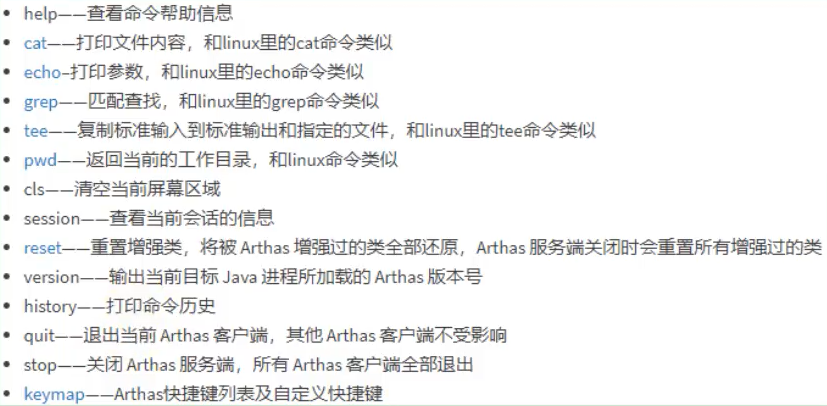 help——查看命令帮助信息
cat——打印文件内容，和linux里的cat命令类似
echo–打印参数，和linux里的echo命令类似
grep——匹配查找，和linux里的grep命令类似
tee——复制标准输入到标准输出和指定的文件，和linux里的tee命令类似
pwd——返回当前的工作目录，和linux命令类似
cls——清空当前屏幕区域
session——查看当前会话的信息
reset——重置增强类，将被 Arthas 增强过的类全部还原，Arthas 服务端关闭时会重置所有增强过的类
version——输出当前目标 Java 进程所加载的 Arthas 版本号
history——打印命令历史
quit——退出当前 Arthas 客户端，其他 Arthas 客户端不受影响
stop——关闭 Arthas 服务端，所有 Arthas 客户端全部退出
keymap——Arthas快捷键列表及自定义快捷键